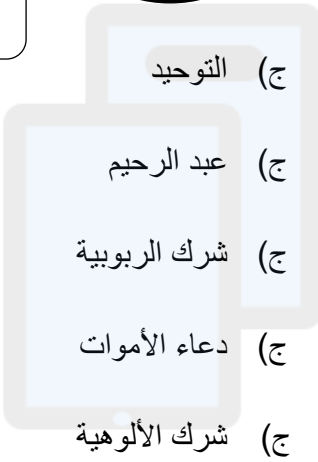 ج) التوحيد
ج) عبد الرحيم
ج) شرك الربوبية
ج) دعاء الأموات
ج) شرك الألوهية